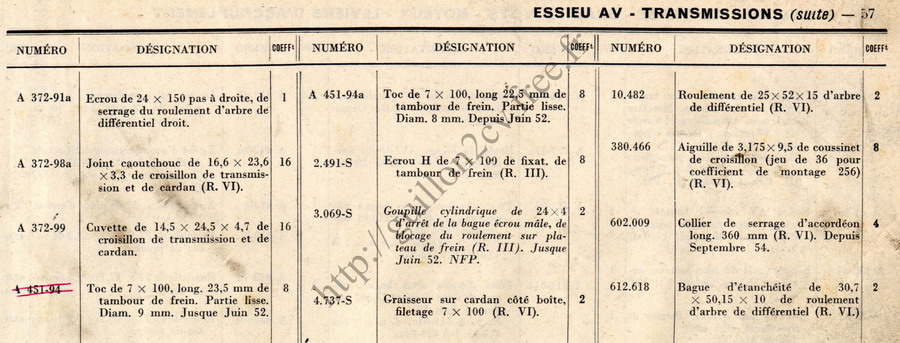 ESSIEU AV - TRANSMISSIONS (suite) — 57
NUMÉRO DÉSIGNATION COEFFt
A 372-91a Ecrou de 24 × 150 pas à droite, de 1
serrage du roulement d'arbre de
différentiel droit.
A 372-98a Joint caoutchouc de 16,6 × 23,6 16
×3,3 de croisillon de transmis-
sion et de cardan (R. VI).
A 372-99 Cuvette de 14,5 × 24,5 × 4,7 de 16
croisillon de transmission et de
cardan.
A 451-94 Toc de 7 × 100, long. 23,5 mm de 8
tambour de frein. Partie lisse.
Diam. 9 mm. Jusque Juin 52.
NUMÉRO DÉSIGNATION COEFFt
A 451-94a Toc de 7 × 100, long 22,5 mm de 8
tambour de frein. Partie lisse.
Diam. 8 mm. Depuis Juin 52.
2.491-S Ecrou H de 7 × 100 de fixat. de 8
tambour de frein (R. III).
3.069-S Goupille cylindrique de 24×4 2
d'arrêt de la bague écrou mâle, de
blocage du roulement sur pla-
teau de frein (R. III). Jusque
Juin 52. NFP.
4.737-S Graisseur sur cardan côté boîte, 2
filetage 7 × 100 (R. VI).
NUMÉRO DÉSIGNATION COEFFt
10.482 Roulement de 25×52×15 d'arbre 2
de différentiel (R. VI).
380.466 Aiguille de 3,175×9,5 de coussinet 8
de croisillon (jeu de 36 pour
coefficient de montage 256)
(R. VI).
602.009 Collier de serrage d'accordéon 4
long. 360 mm (R. VI). Depuis
Septembre 54.
612.618 Bague d'étanchéité de 30,7 2
× 50,15 × 10 de roulement
d'arbre de différentiel (R. VI.)
http://guillon2cv.free.fr